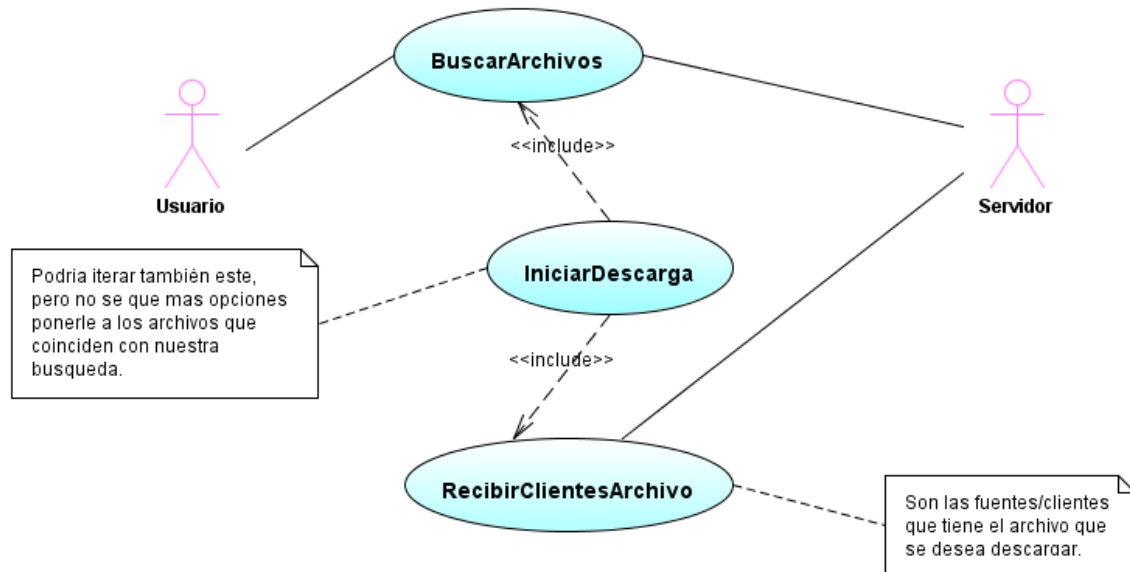 BuscarArchivos
<<include>>
Usuario
Servidor
IniciarDescarga
Podría iterar también este,
pero no se que mas opciones
ponerle a los archivos que
coinciden con nuestra
busqueda.
<<include>>
RecibirClientesArchivo
Son las fuentes/clientes
que tiene el archivo que
se desea descargar.